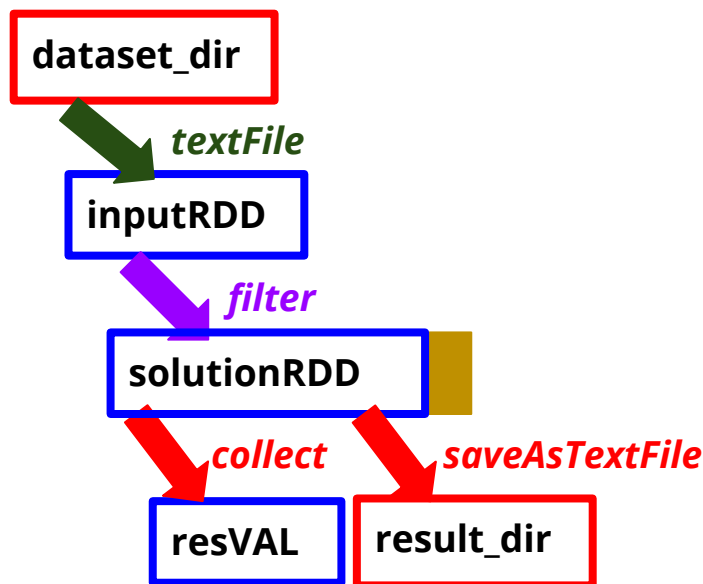 dataset_dir
textFile
inputRDD
filter
solutionRDD
collect
saveAsTextFile
resVAL
result_dir